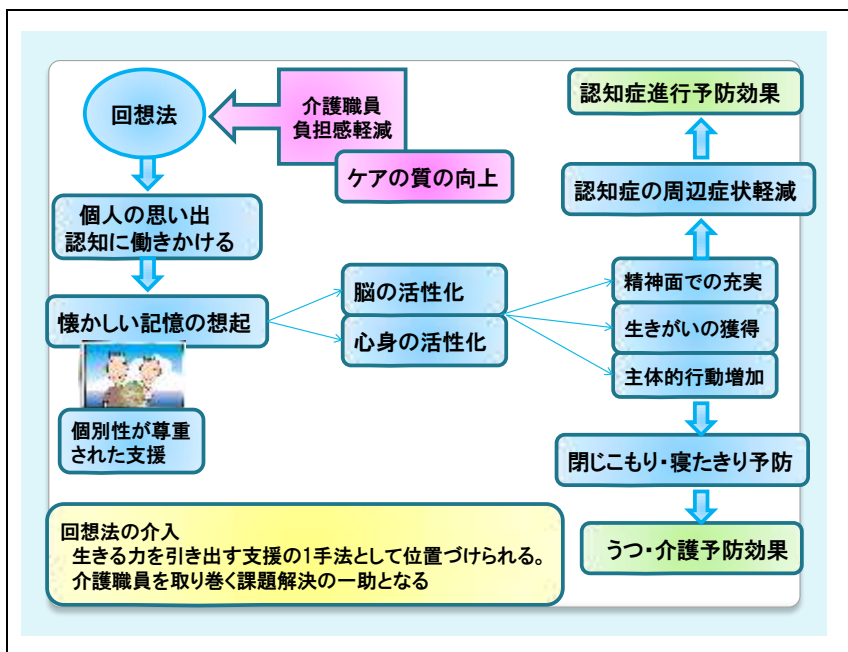 回想法
介護職員
負担感軽減
ケアの質の向上
個人の思い出
認知に働きかける
懐かしい記憶の想起
個別性が尊重
された支援
脳の活性化
心身の活性化
認知症進行予防効果
認知症の周辺症状軽減
精神面での充実
生きがいの獲得
主体的行動増加
閉じこもり・寝たきり予防
うつ・介護予防効果
回想法の介入
生きる力を引き出す支援の1手法として位置づけられる。
介護職員を取り巻く課題解決の一助となる